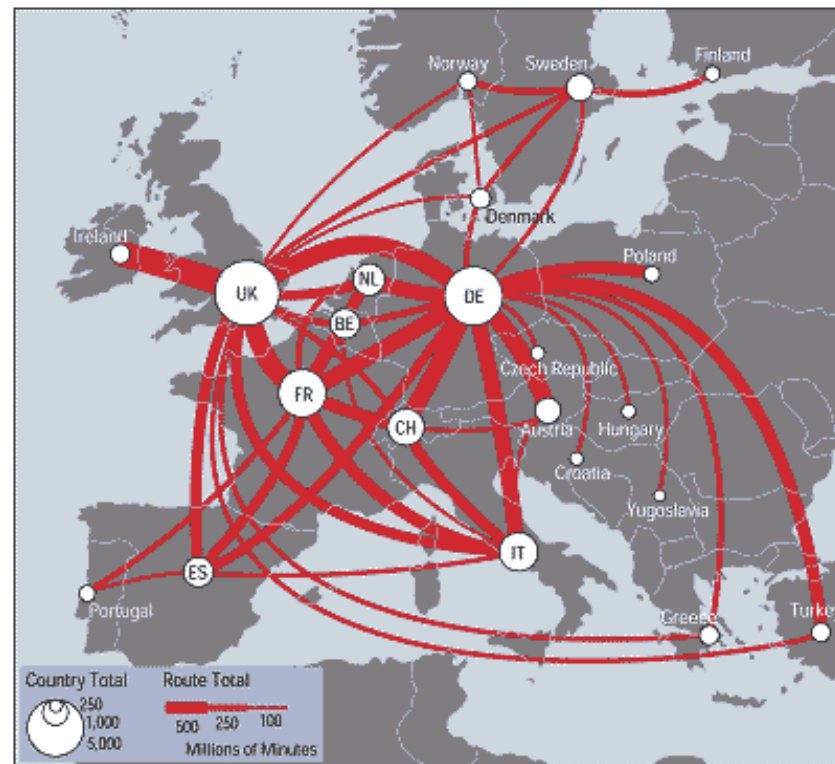 Norway
Sweden
Finland
Denmark
Ireland
Poland
UK
NL
DE
BE
Czech Republic
FR
CH
Austria
Hungary
Croatia
Yugoslavia
IT
ES
Portugal
Greece
Turkey
Country Total
250
1,000
5,000
Route Total
500 250 100
Millions of Minutes